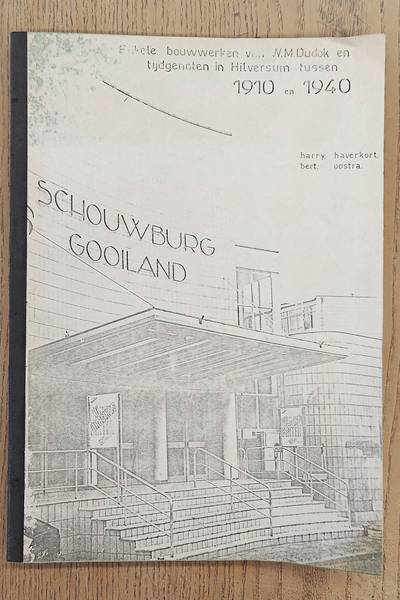 Enkele bouwwerken van W.M.Dudok en
tijdgenoten in Hilversum tussen
1910 en 1940
harry. haverkort.
bert. oostra.
SCHOUWBURG
GOOILAND